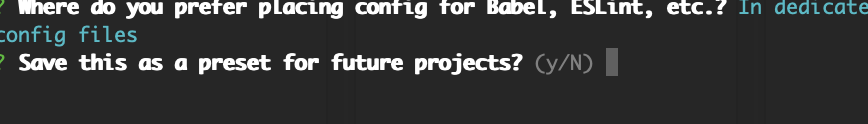 ? Where do you prefer placing config for Babel, ESLint, etc.? In dedicate
config files
? Save this as a preset for future projects? (y/N)